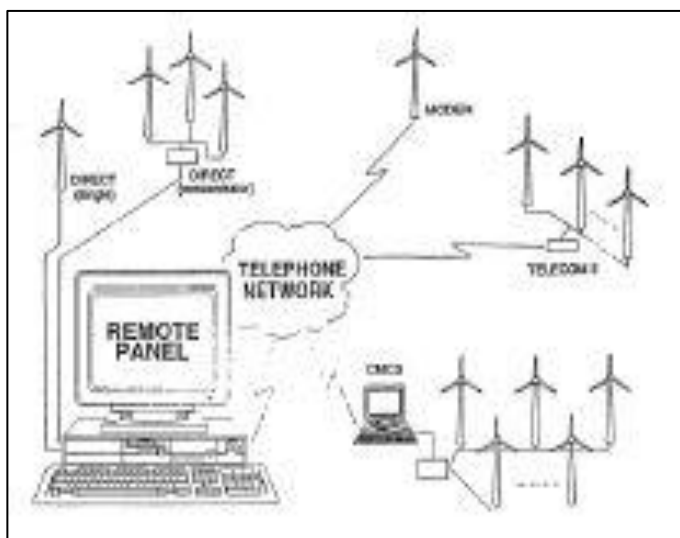 MODEM
DIRECT
(single)
DIRECT
(concentrator)
TELEPHONE
NETWORK
TELECOM II
REMOTE
PANEL
CMCS